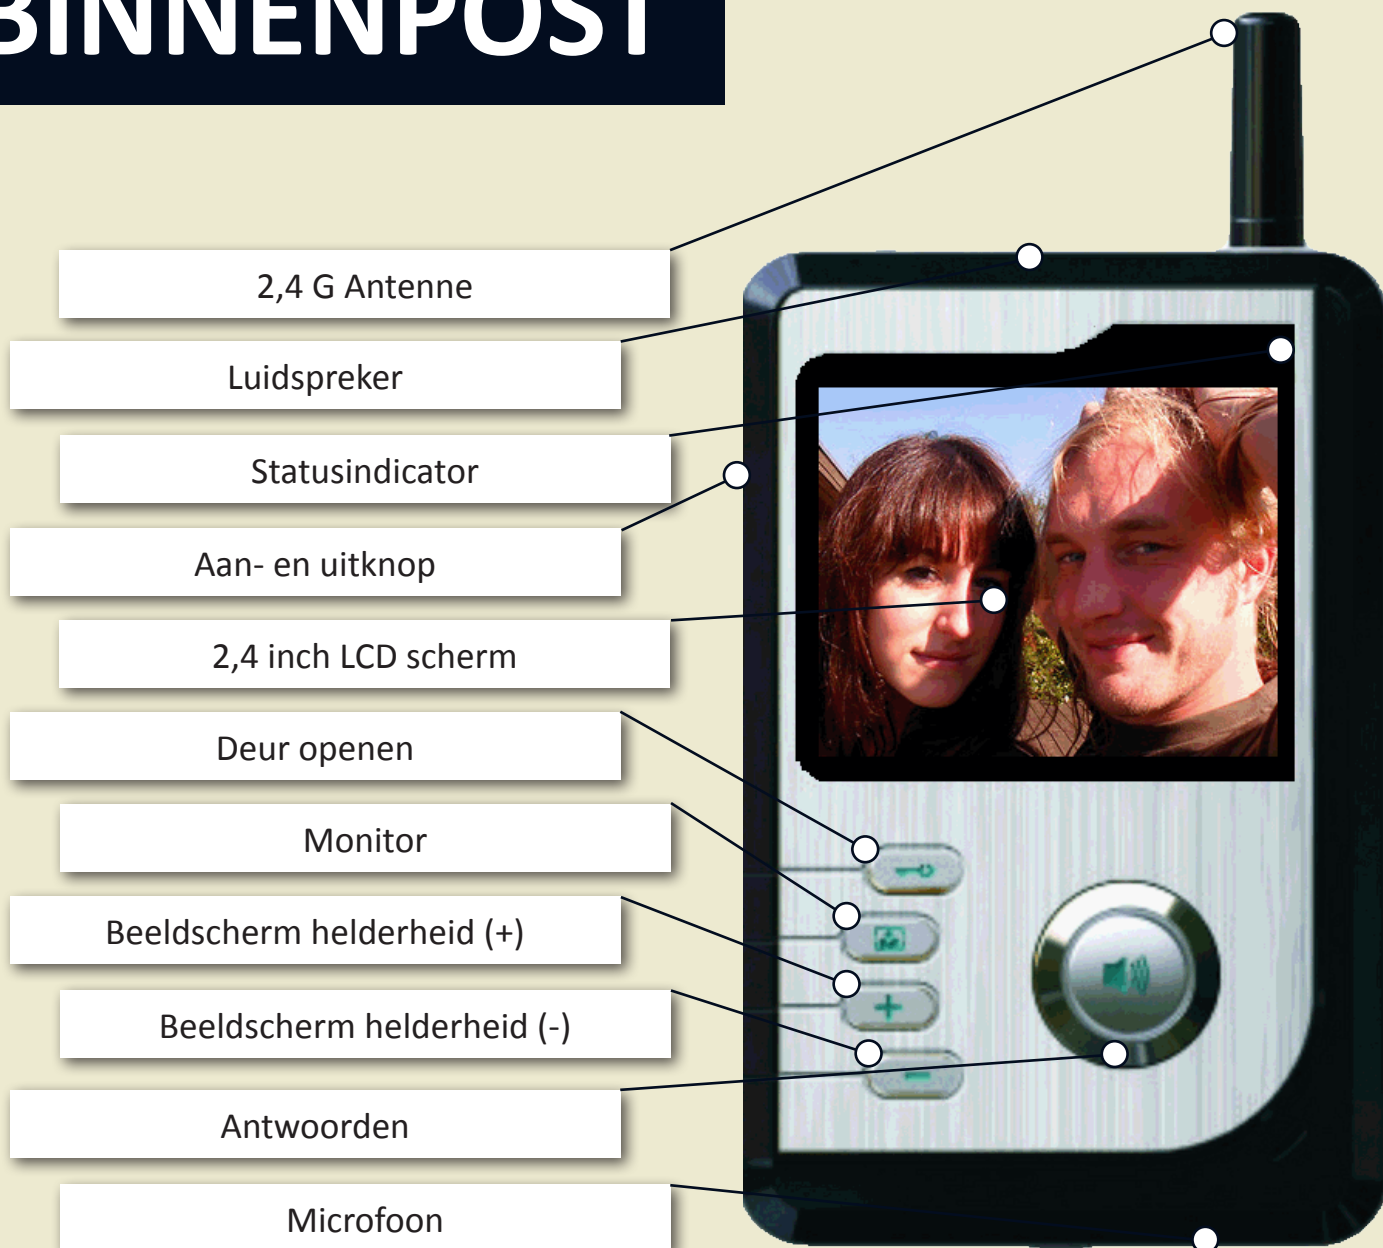 BINNENPOST
2,4 G Antenne
Luidspreker
Statusindicator
Aan- en uitknop
2,4 inch LCD scherm
Deur openen
Monitor
Beeldscherm helderheid (+)
Beeldscherm helderheid (-)
Antwoorden
Microfoon